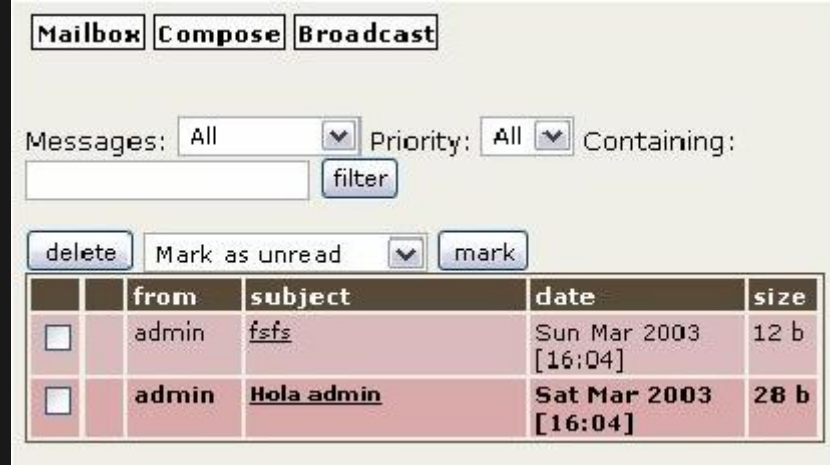 Mailbox Compose Broadcast
Messages: All Priority: All Containing:
filter
delete Mark as unread mark
from subject date size
admin fsfs Sun Mar 2003 12 b
[16:04]
admin Hola admin Sat Mar 2003 28 b
[16:04]